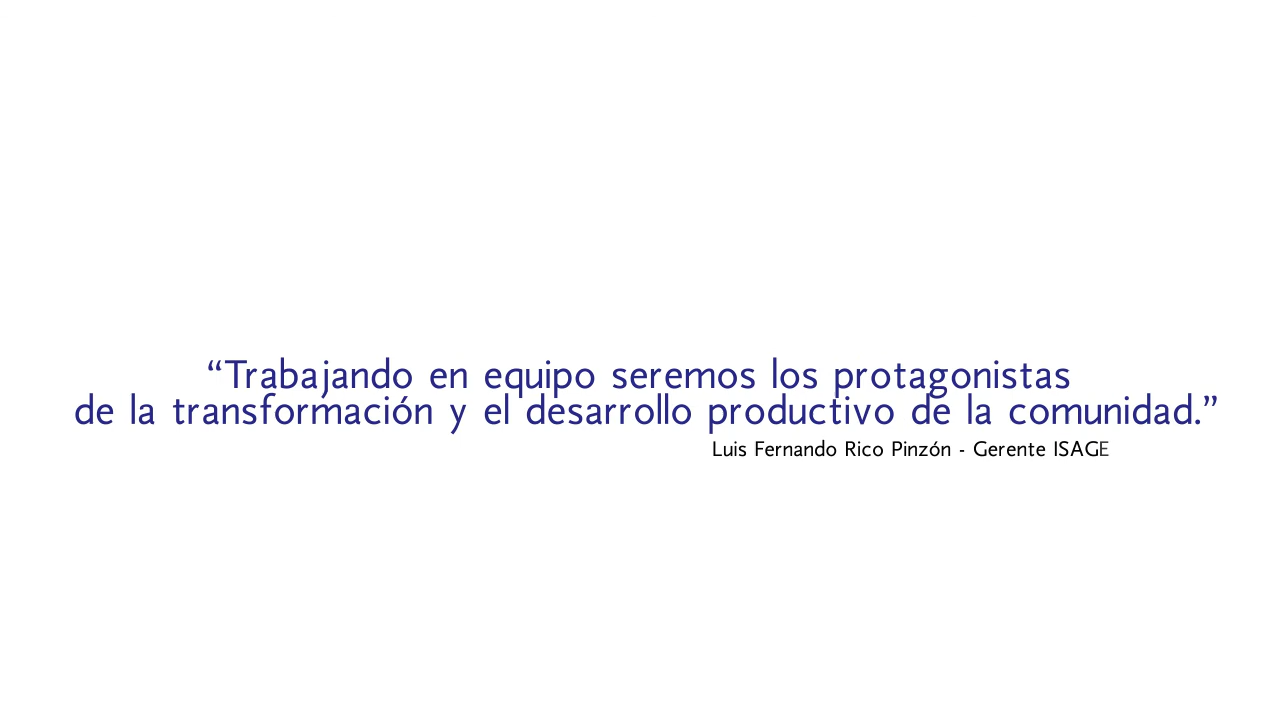 “Trabajando en equipo seremos los protagonistas
de la transformación y el desarrollo productivo de la comunidad.”
Luis Fernando Rico Pinzón - Gerente ISAGE